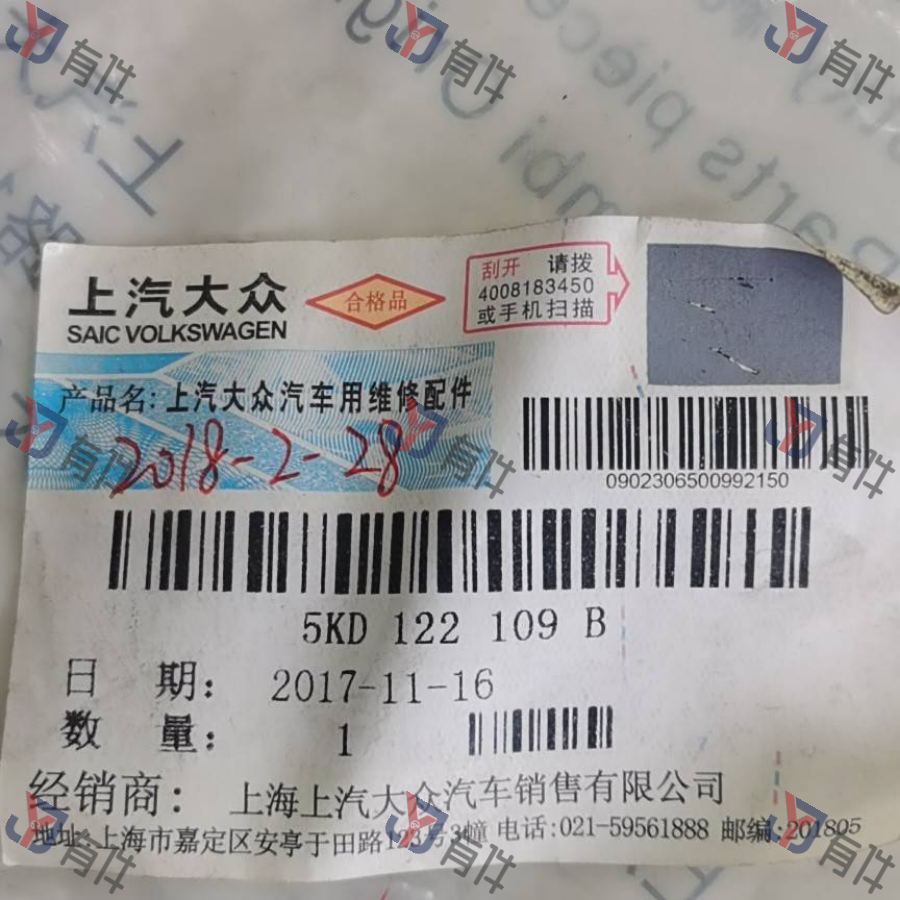 上汽大众
SAIC VOLKSWAGEN
合格品
刮开 请拨
4008183450
或手机扫描
产品名: 上汽大众汽车用维修配件
2018-2-28
0902306500992150
5KD 122 109 B
日 期: 2017-11-16
数 量: 1
经销商: 上海上汽大众汽车销售有限公司
地址:上海市嘉定区安亭于田路123号3幢 电话:021-59561888 邮编:201805
有件